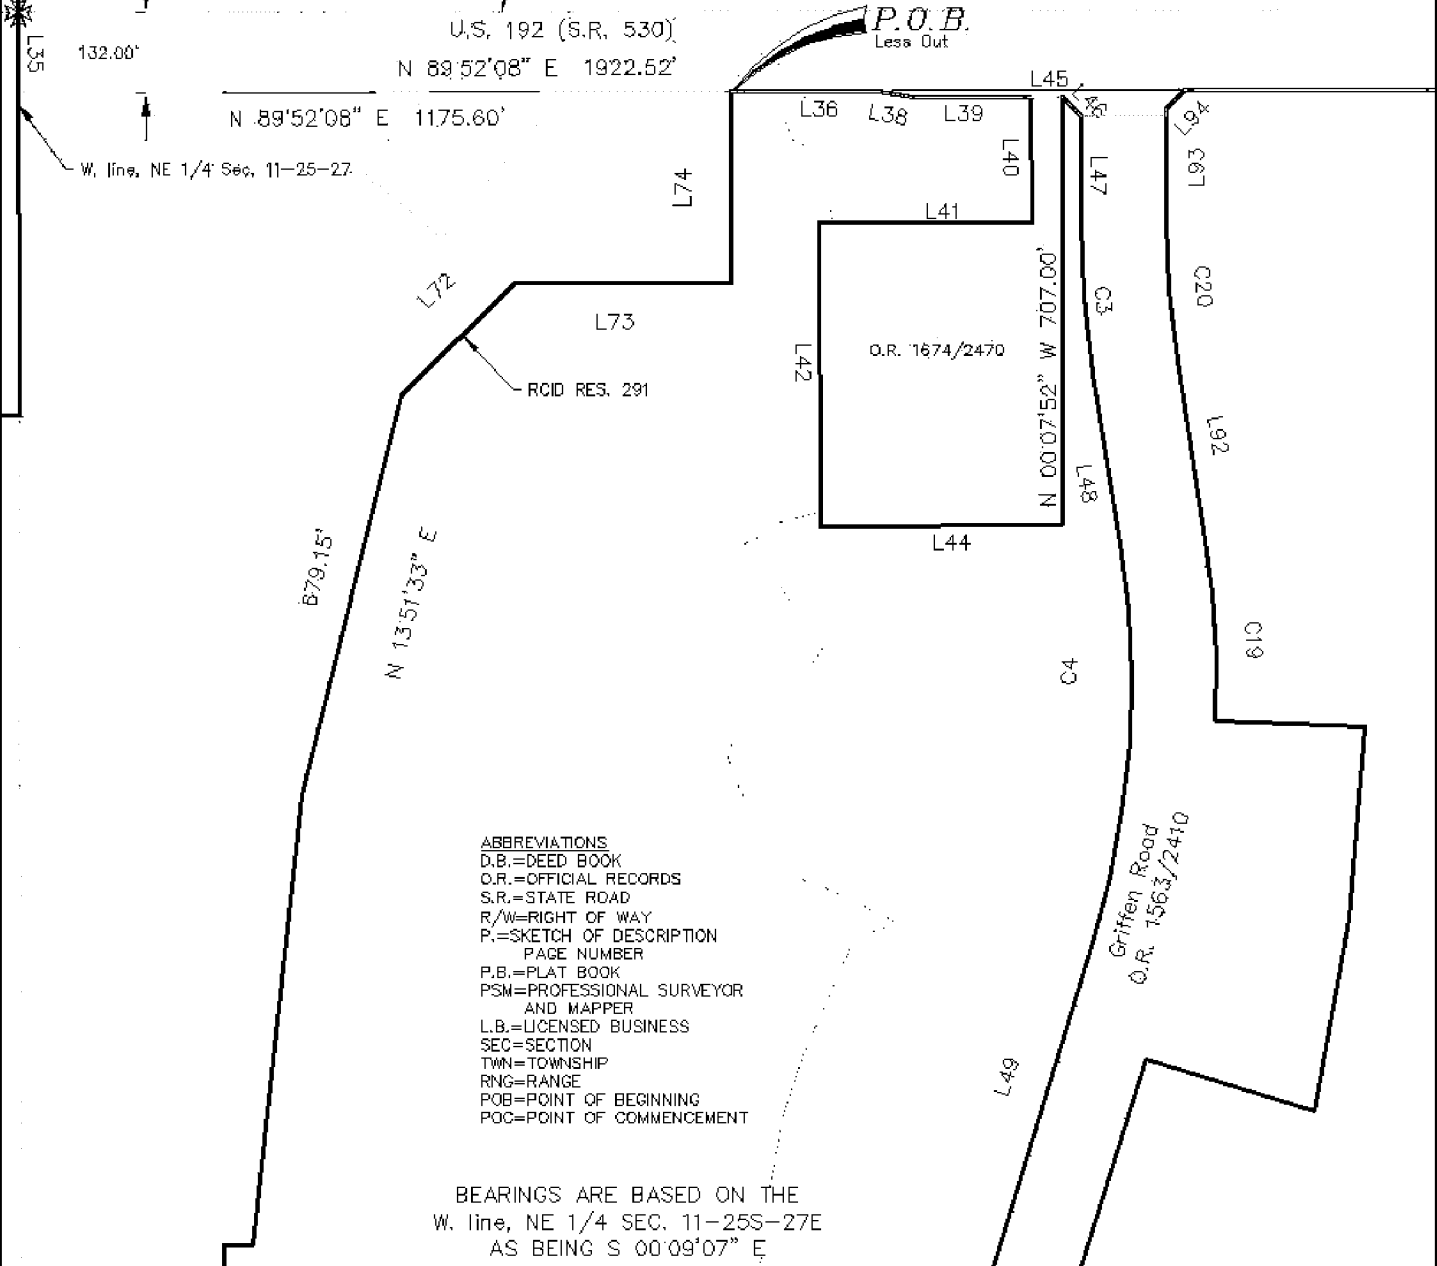 P.O.B.
Less Out
U.S. 192 (S.R. 530)
N 89°52'08" E 1922.52'
L35
132.00'
N 89°52'08" E 1175.60'
W. line, NE 1/4 Sec. 11-25-27
L45
L36
L38
L39
L46
L94
L40
L47
L93
L74
L41
L72
L73
C3
C20
N 00°07'52" W 707.00'
O.R. 1674/2470
L42
RCID RES. 291
L92
L48
L44
879.15'
N 13°51'33" E
C4
C19
Griffen Road
O.R. 1563/2410
L49
ABBREVIATIONS
D.B.=DEED BOOK
O.R.=OFFICIAL RECORDS
S.R.=STATE ROAD
R/W=RIGHT OF WAY
P.=SKETCH OF DESCRIPTION
PAGE NUMBER
P.B.=PLAT BOOK
PSM=PROFESSIONAL SURVEYOR
AND MAPPER
L.B.=LICENSED BUSINESS
SEC=SECTION
TWN=TOWNSHIP
RNG=RANGE
POB=POINT OF BEGINNING
POC=POINT OF COMMENCEMENT
BEARINGS ARE BASED ON THE
W. line, NE 1/4 SEC. 11-25S-27E
AS BEING S 00°09'07" E